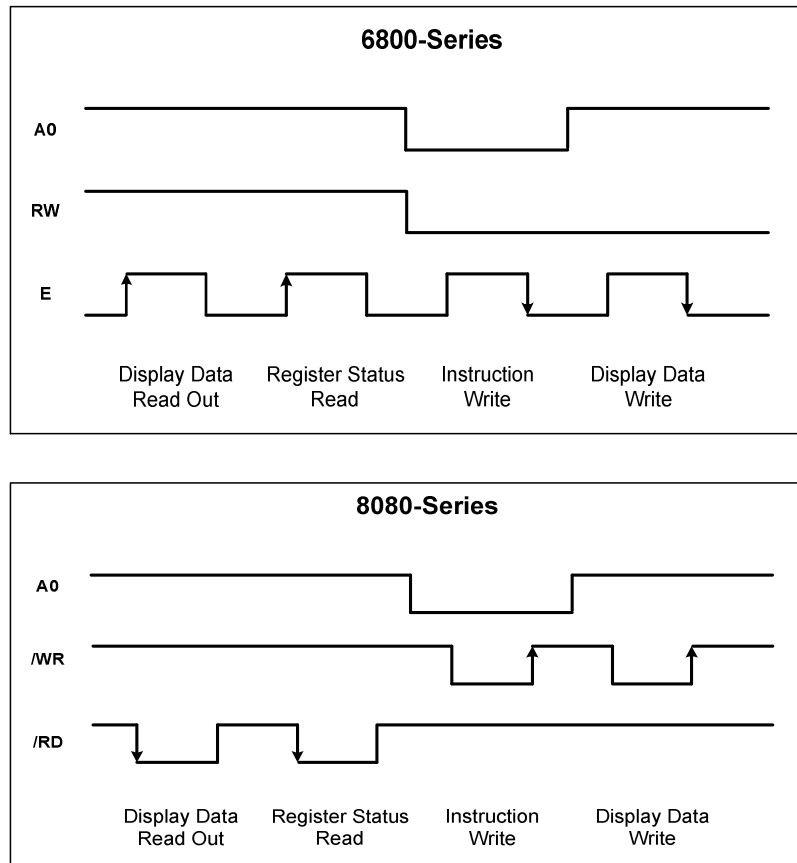 6800-Series
A0
RW
E
Display Data
Read Out
Register Status
Read
Instruction
Write
Display Data
Write
8080-Series
A0
/WR
/RD
Display Data
Read Out
Register Status
Read
Instruction
Write
Display Data
Write